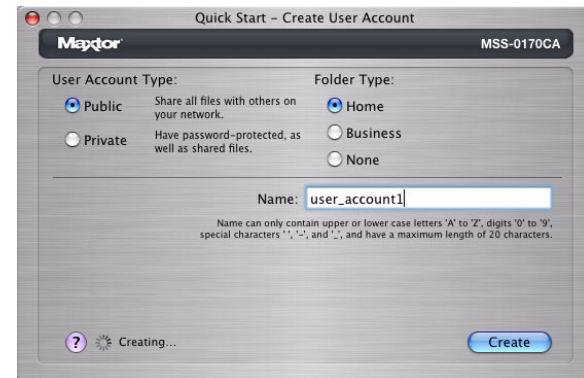 Quick Start – Create User Account
Maxtor
MSS-0170CA
User Account Type:
Public
Share all files with others on
your network.
Private
Have password-protected, as
well as shared files.
Folder Type:
Home
Business
None
Name: user_account1
Name can only contain upper or lower case letters 'A' to 'Z', digits '0' to '9',
special characters ' ', '-', and '_', and have a maximum length of 20 characters.
? Creating...
Create